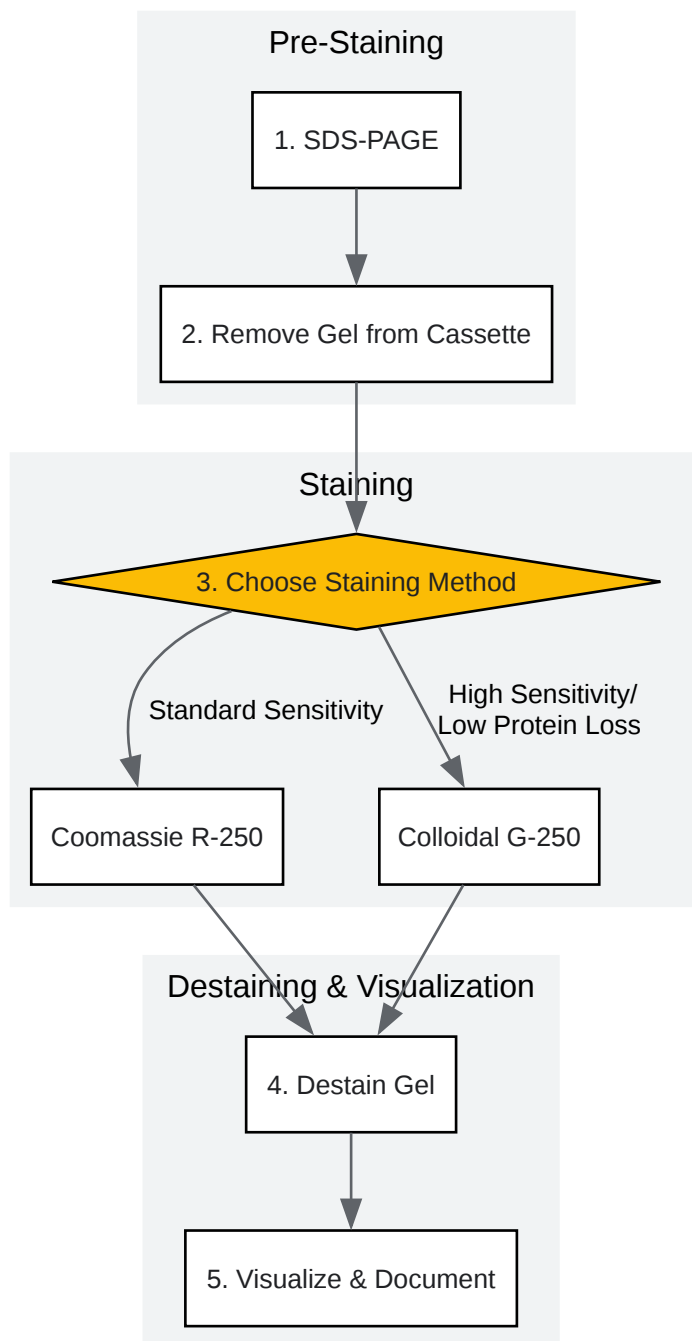 Pre-Staining
1. SDS-PAGE
2. Remove Gel from Cassette
Staining
3. Choose Staining Method
Standard Sensitivity
High Sensitivity/
Low Protein Loss
Coomassie R-250
Colloidal G-250
Destaining & Visualization
4. Destain Gel
5. Visualize & Document